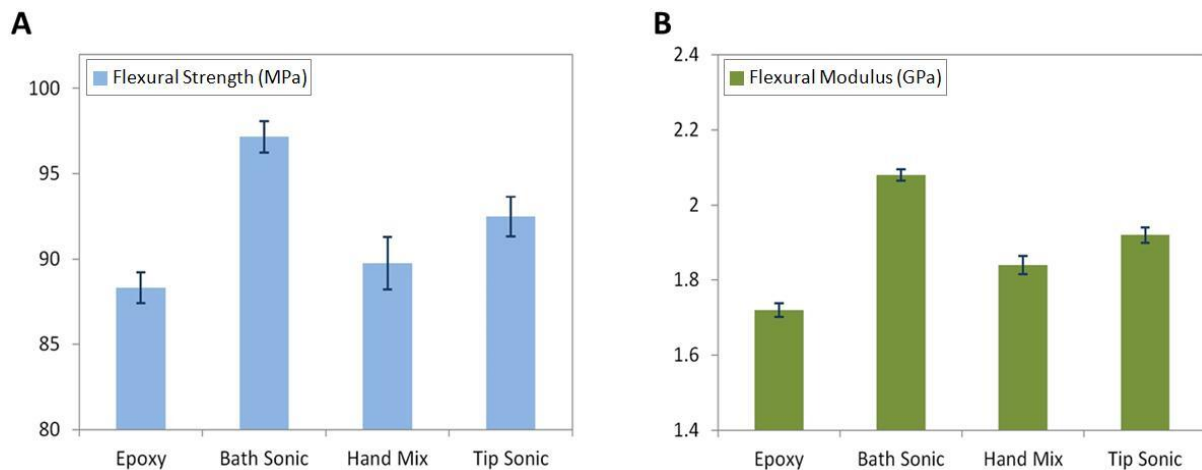 A
Flexural Strength (MPa)
100
95
90
85
80
Epoxy Bath Sonic Hand Mix Tip Sonic
B
2.4
Flexural Modulus (GPa)
2.2
2
1.8
1.6
1.4
Epoxy Bath Sonic Hand Mix Tip Sonic